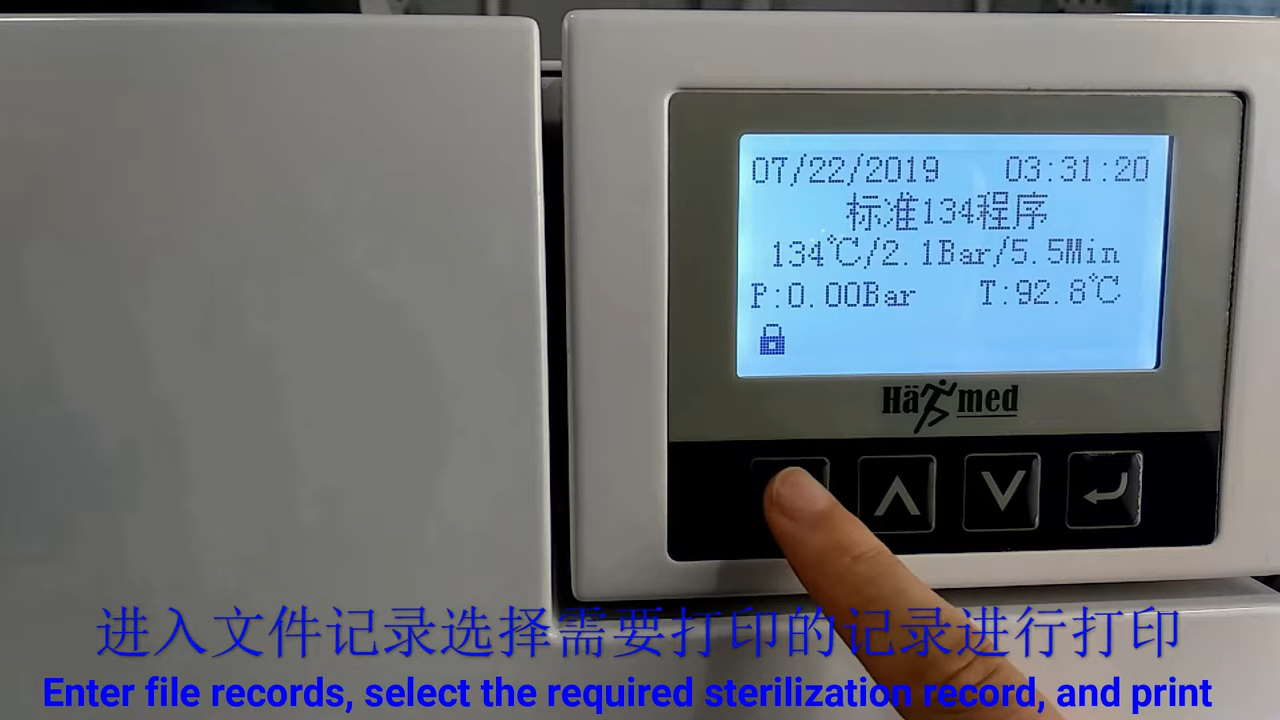 07/22/2019 03:31:20
标准134程序
134℃/2.1Bar/5.5Min
P:0.00Bar T:92.8℃
Hä med
进入文件记录选择需要打印的记录进行打印
Enter file records, select the required sterilization record, and print